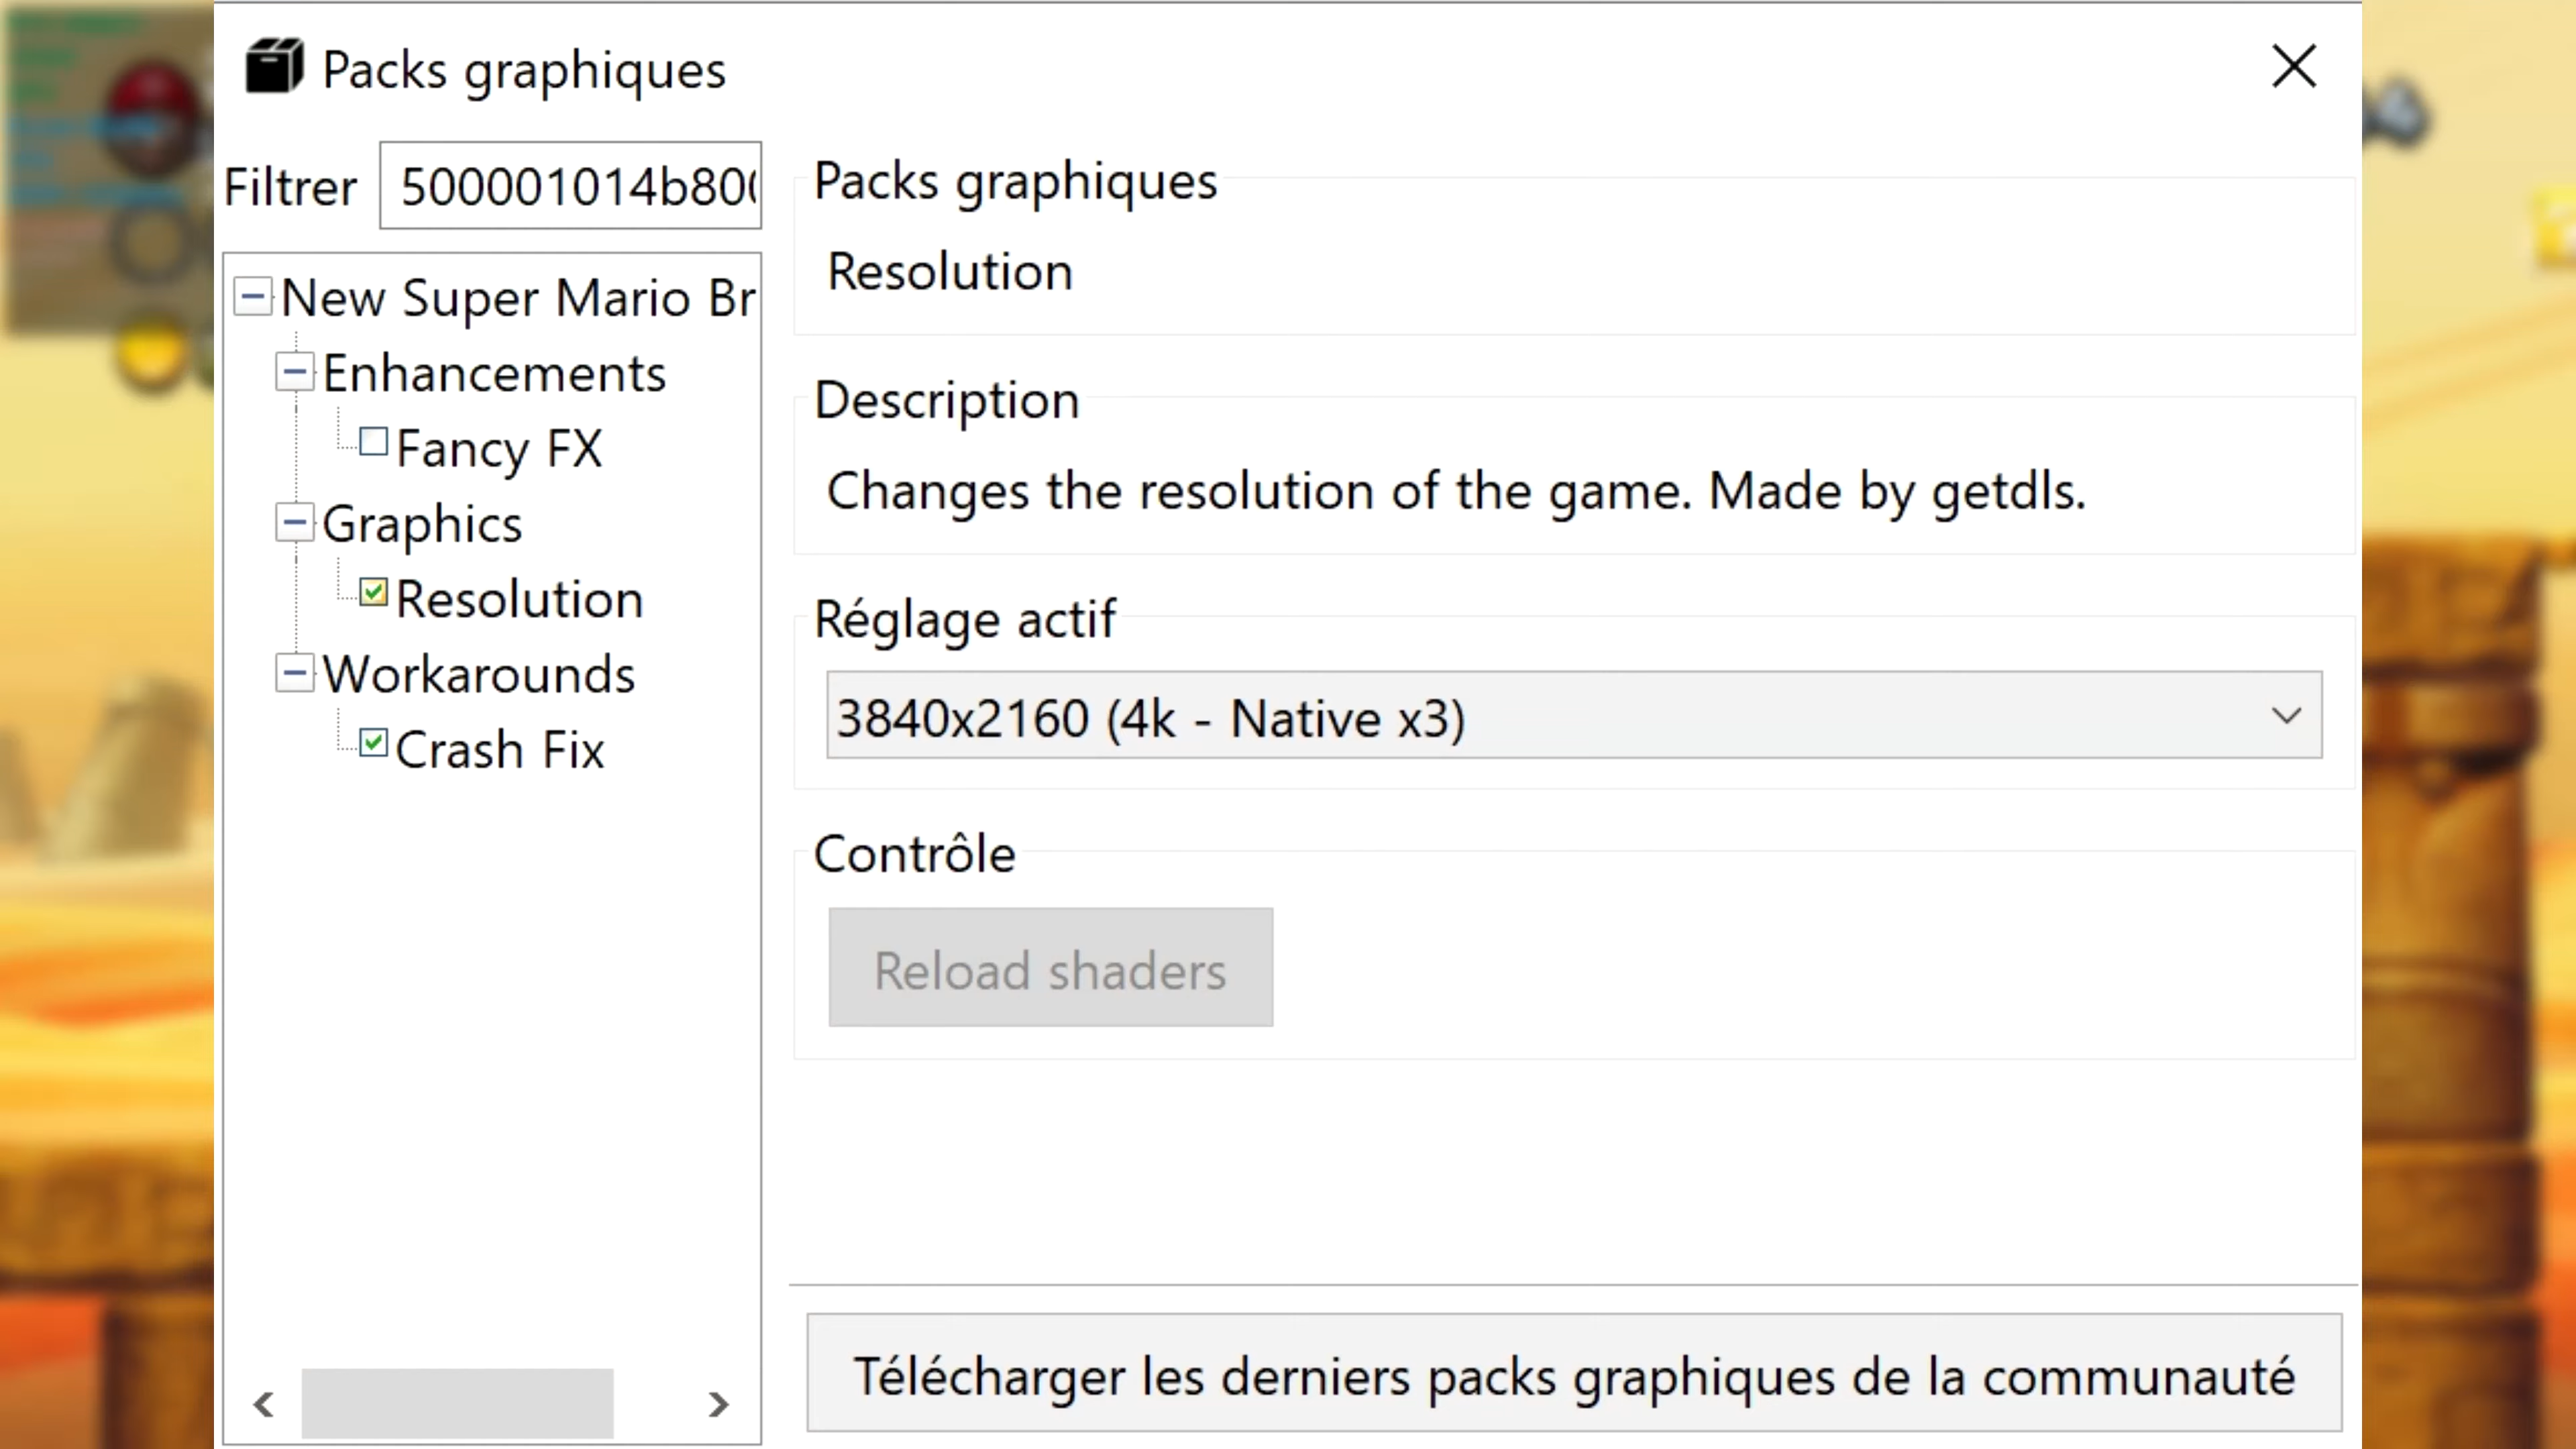 Packs graphiques
Filtrer
500001014b80
New Super Mario Br
Enhancements
Fancy FX
Graphics
Resolution
Workarounds
Crash Fix
Packs graphiques
Resolution
Description
Changes the resolution of the game. Made by getdls.
Réglage actif
3840x2160 (4k - Native x3)
Contrôle
Reload shaders
Télécharger les derniers packs graphiques de la communauté